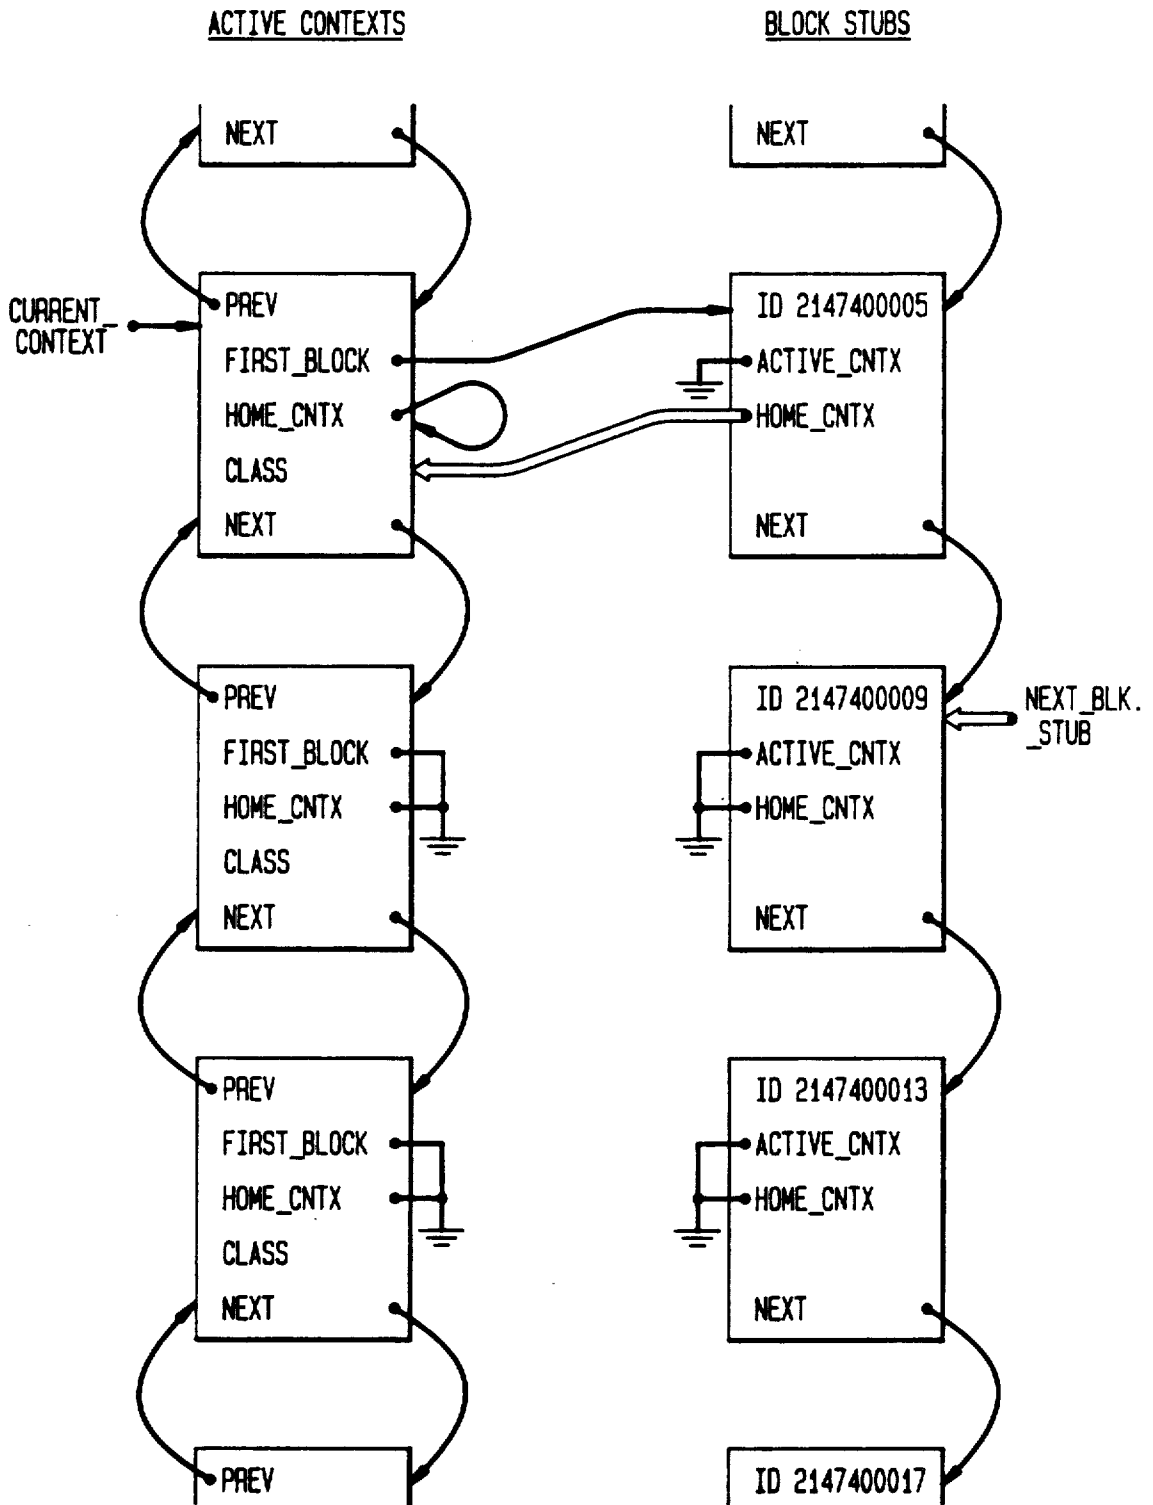 ACTIVE CONTEXTS
BLOCK STUBS
NEXT
NEXT
CURRENT_
CONTEXT
PREV
FIRST_BLOCK
HOME_CNTX
CLASS
NEXT
ID 2147400005
ACTIVE_CNTX
HOME_CNTX
NEXT
PREV
FIRST_BLOCK
HOME_CNTX
CLASS
NEXT
ID 2147400009
ACTIVE_CNTX
HOME_CNTX
NEXT
NEXT_BLK.
_STUB
PREV
FIRST_BLOCK
HOME_CNTX
CLASS
NEXT
ID 2147400013
ACTIVE_CNTX
HOME_CNTX
NEXT
PREV
ID 2147400017